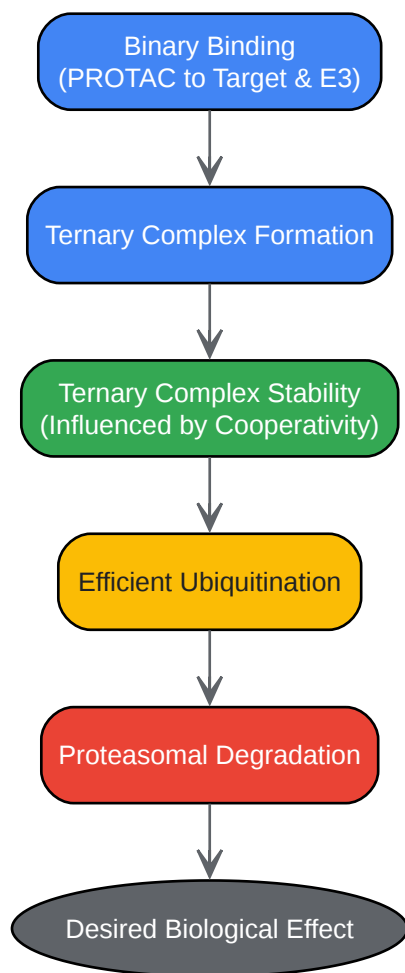 Binary Binding
(PROTAC to Target & E3)
Ternary Complex Formation
Ternary Complex Stability
(Influenced by Cooperativity)
Efficient Ubiquitination
Proteasomal Degradation
Desired Biological Effect